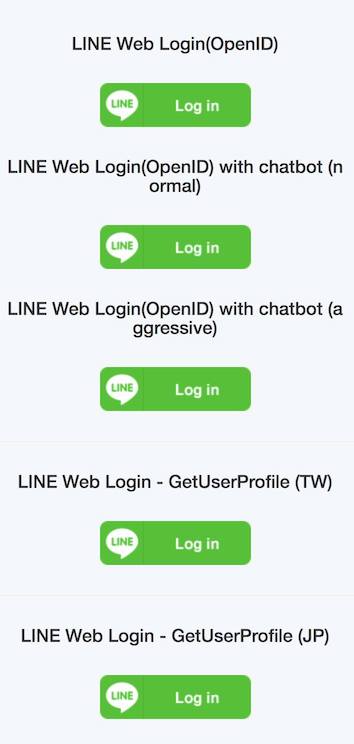 LINE Web Login(OpenID)
LINE Log in
LINE Web Login(OpenID) with chatbot (n
ormal)
LINE Log in
LINE Web Login(OpenID) with chatbot (a
ggressive)
LINE Log in
LINE Web Login - GetUserProfile (TW)
LINE Log in
LINE Web Login - GetUserProfile (JP)
LINE Log in